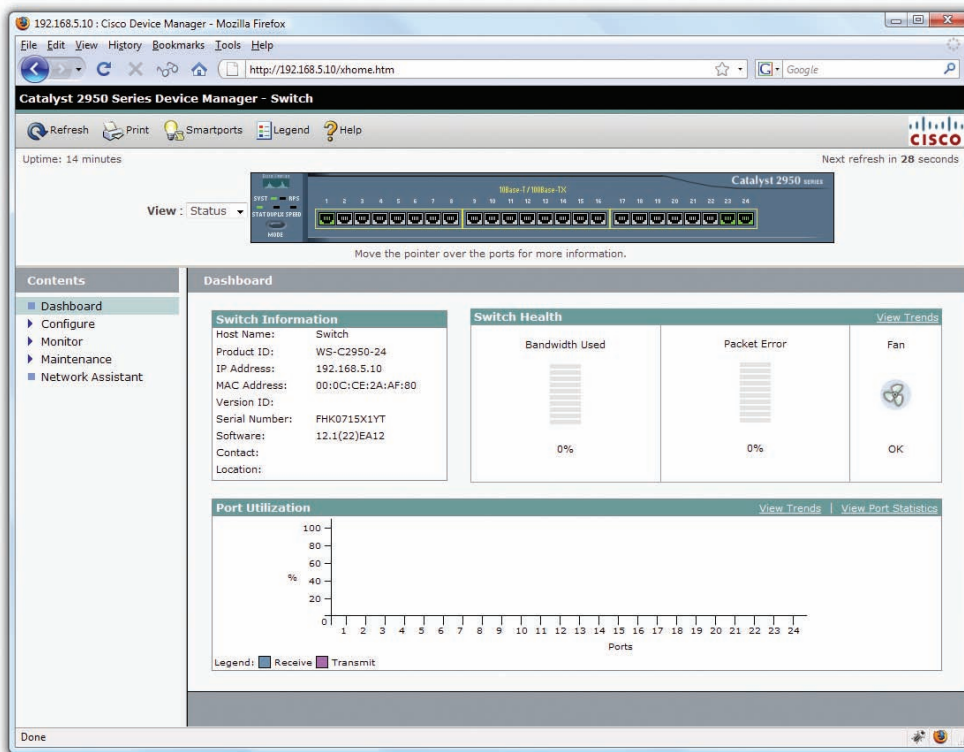 192.168.5.10 : Cisco Device Manager - Mozilla Firefox
File Edit View History Bookmarks Tools Help
http://192.168.5.10/xhome.htm
Google
Catalyst 2950 Series Device Manager - Switch
Refresh Print Smartports Legend Help
CISCO
Uptime: 14 minutes
Next refresh in 28 seconds
View : Status
SYST RPS
STAT DUPLX SPEED
MODE
10Base-T/100Base-TX
Catalyst 2950 SERIES
1 2 3 4 5 6 7 8 9 10 11 12 13 14 15 16 17 18 19 20 21 22 23 24
Move the pointer over the ports for more information.
Contents
Dashboard
Configure
Monitor
Maintenance
Network Assistant
Dashboard
Switch Information
Host Name: Switch
Product ID: WS-C2950-24
IP Address: 192.168.5.10
MAC Address: 00:0C:CE:2A:AF:80
Version ID:
Serial Number: FHK0715X1YT
Software: 12.1(22)EA12
Contact:
Location:
Switch Health
View Trends
Bandwidth Used
0%
Packet Error
0%
Fan
OK
Port Utilization
View Trends | View Port Statistics
100
80
60
% 40
20
0
1 2 3 4 5 6 7 8 9 10 11 12 13 14 15 16 17 18 19 20 21 22 23 24
Ports
Legend: Receive Transmit
Done